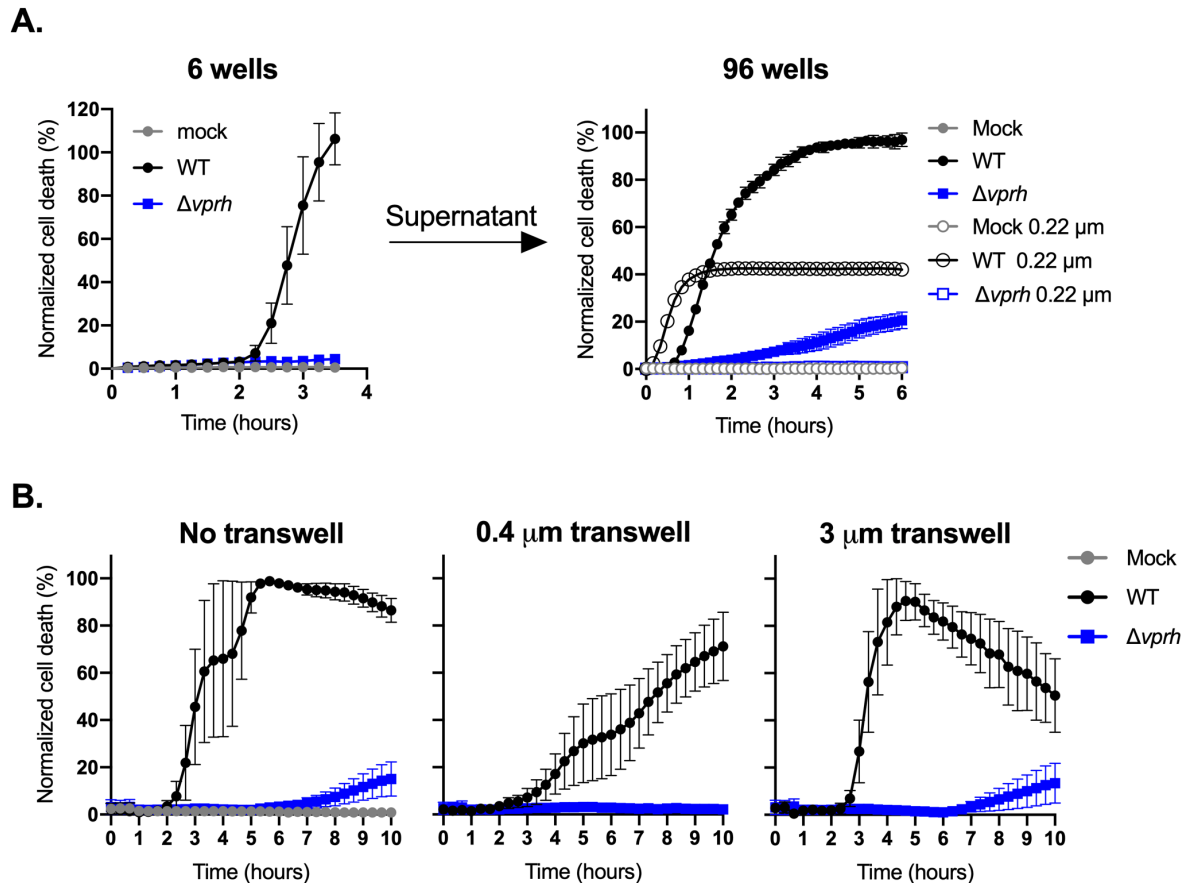 A.
6 wells
Normalized cell death (%)
120
100
80
60
40
20
0
0 1 2 3 4
Time (hours)
mock
WT
Δvprh
Supernatant
96 wells
Normalized cell death (%)
100
80
60
40
20
0
0 1 2 3 4 5 6
Time (hours)
Mock
WT
Δvprh
Mock 0.22 µm
WT 0.22 µm
Δvprh 0.22 µm
B.
No transwell
Normalized cell death (%)
100
80
60
40
20
0
0 1 2 3 4 5 6 7 8 9 10
Time (hours)
0.4 µm transwell
0 1 2 3 4 5 6 7 8 9 10
Time (hours)
3 µm transwell
0 1 2 3 4 5 6 7 8 9 10
Time (hours)
Mock
WT
Δvprh